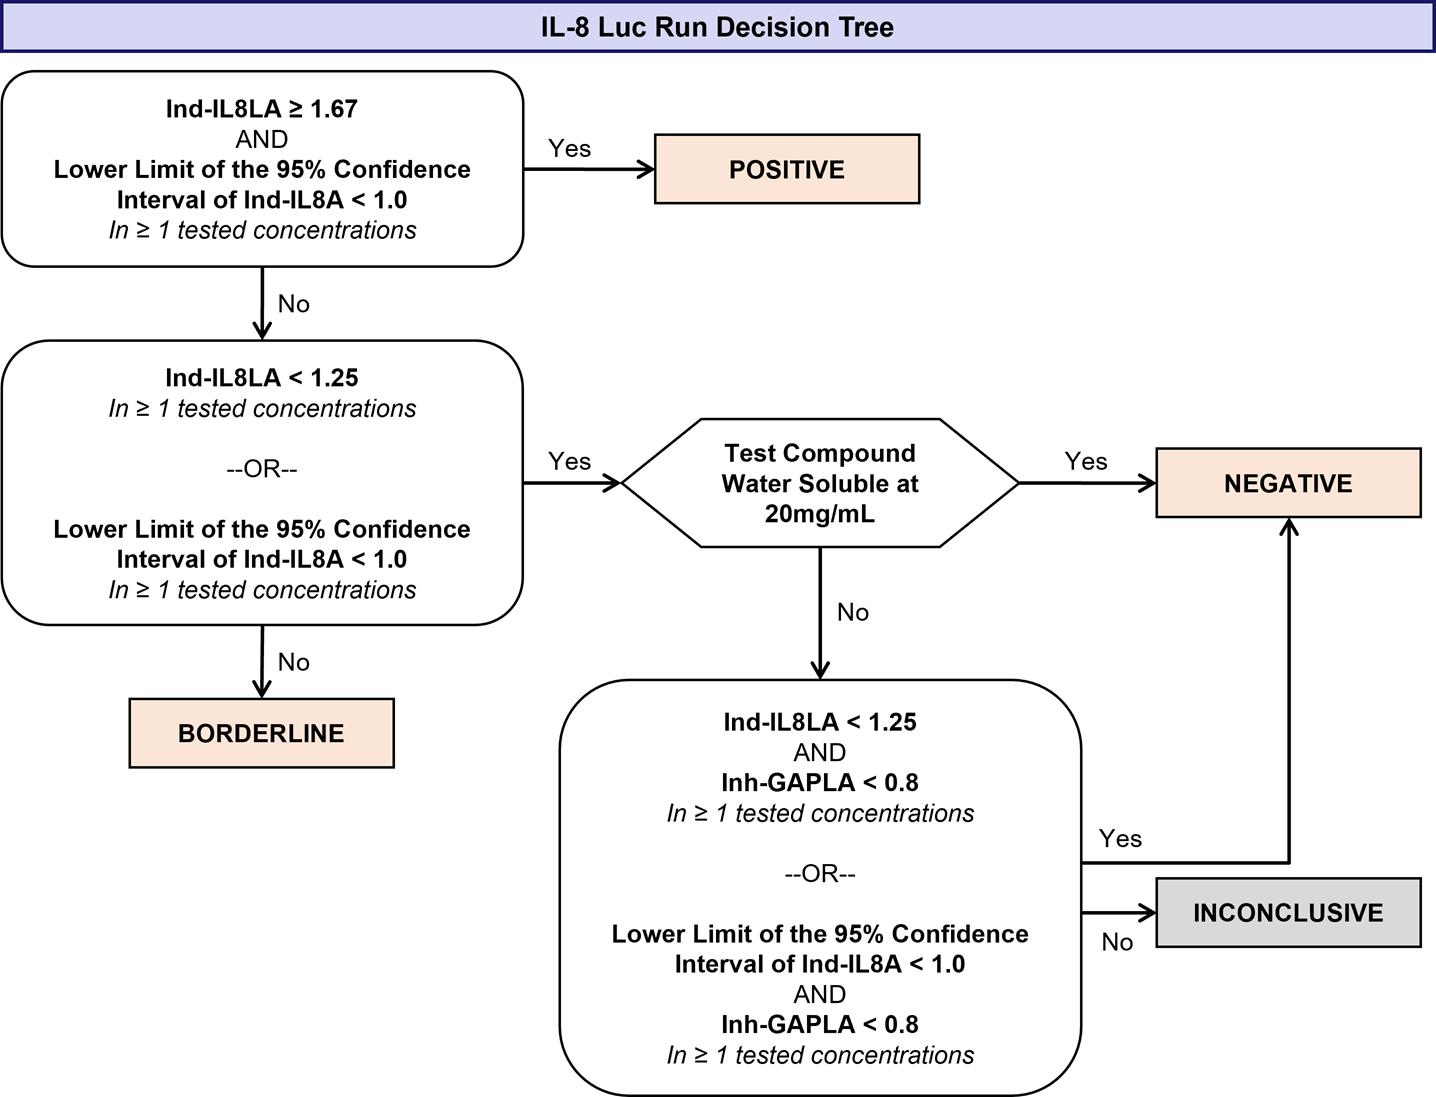 IL-8 Luc Run Decision Tree
Ind-IL8LA ≥ 1.67
AND
Lower Limit of the 95% Confidence
Interval of Ind-IL8A < 1.0
In ≥ 1 tested concentrations
Yes
POSITIVE
No
Ind-IL8LA < 1.25
In ≥ 1 tested concentrations
--OR--
Lower Limit of the 95% Confidence
Interval of Ind-IL8A < 1.0
In ≥ 1 tested concentrations
Yes
Test Compound
Water Soluble at
20mg/mL
Yes
NEGATIVE
No
BORDERLINE
No
Ind-IL8LA < 1.25
AND
Inh-GAPLA < 0.8
In ≥ 1 tested concentrations
--OR--
Lower Limit of the 95% Confidence
Interval of Ind-IL8A < 1.0
AND
Inh-GAPLA < 0.8
In ≥ 1 tested concentrations
Yes
No
INCONCLUSIVE